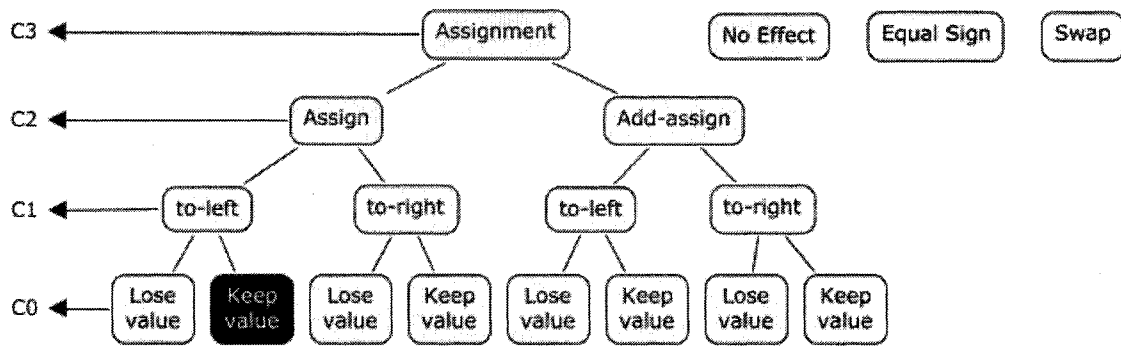 C3 Assignment No Effect Equal Sign Swap
C2 Assign Add-assign
C1 to-left to-right to-left to-right
C0 Lose Keep Lose Keep Lose Keep Lose Keep
value value value value value value value value